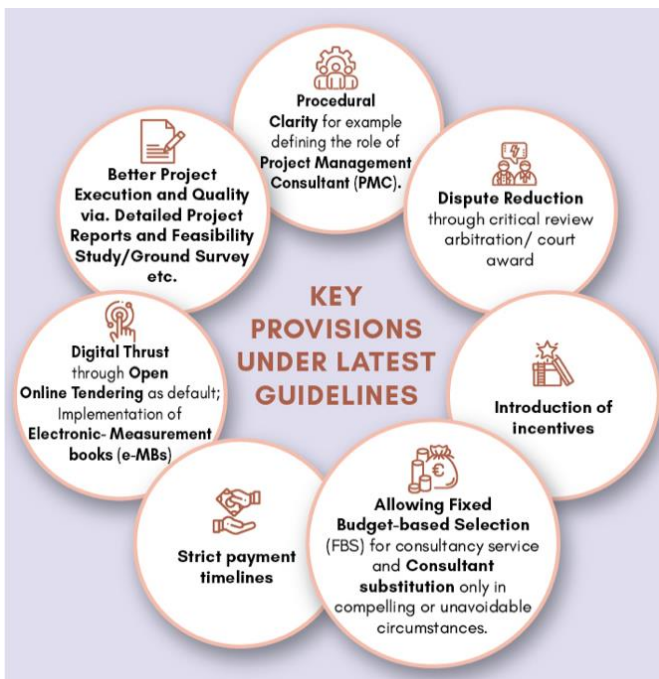 Procedural
Clarity for example
defining the role of
Project Management
Consultant (PMC).
Dispute Reduction
through critical review
arbitration/ court
award
Introduction of
incentives
Allowing Fixed
Budget-based Selection
(FBS) for consultancy service
and Consultant
substitution only in
compelling or unavoidable
circumstances.
Strict payment
timelines
Digital Thrust
through Open
Online Tendering as default;
Implementation of
Electronic- Measurement
books (e-MBs)
Better Project
Execution and Quality
via. Detailed Project
Reports and Feasibility
Study/Ground Survey
etc.
KEY
PROVISIONS
UNDER LATEST
GUIDELINES